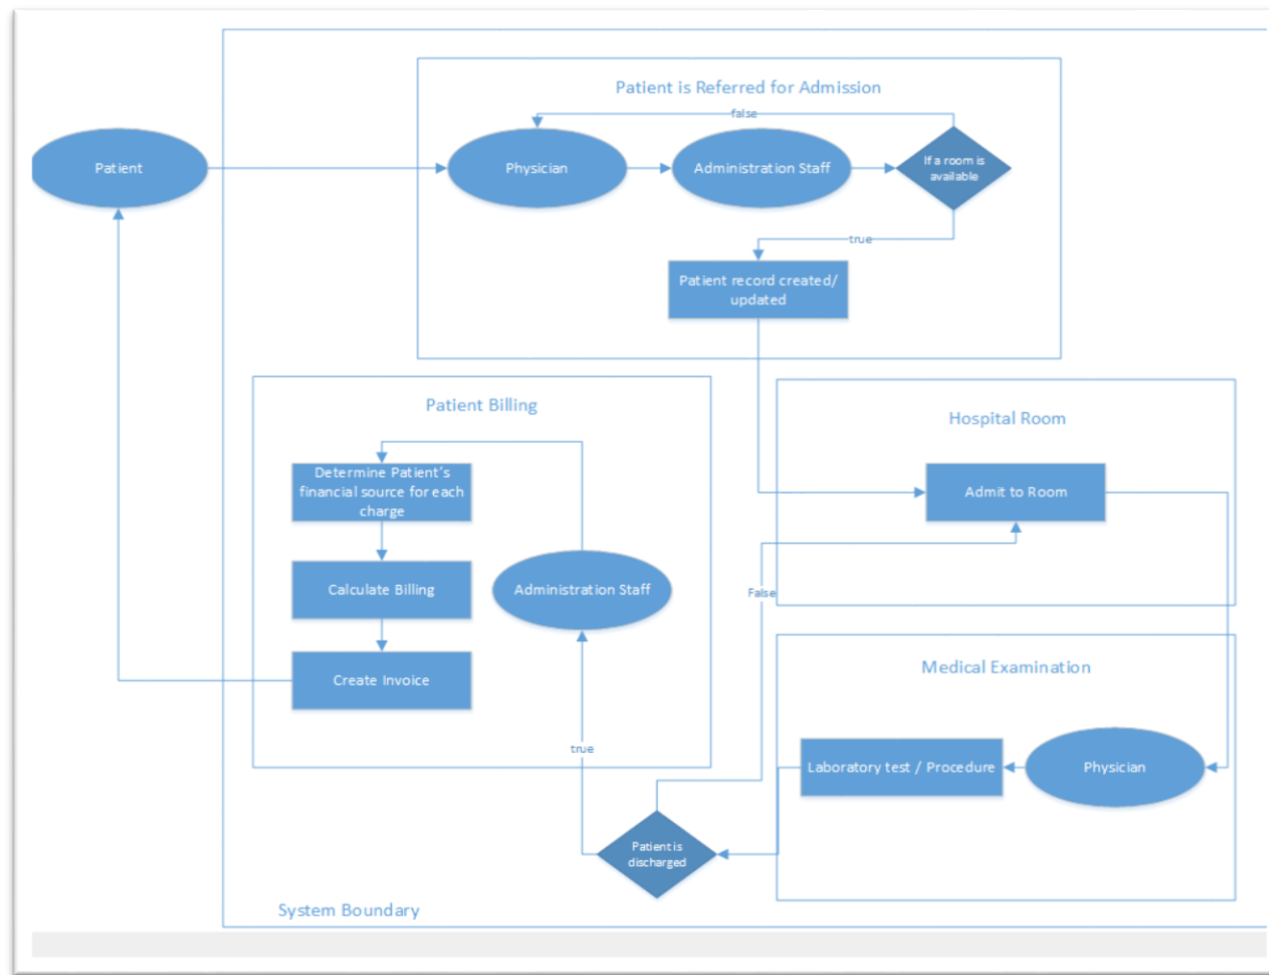 Patient is Referred for Admission
false
Patient
Physician
Administration Staff
If a room is
available
true
Patient record created/
updated
Patient Billing
Hospital Room
Determine Patient's
financial source for each
charge
Admit to Room
Calculate Billing
Administration Staff
False
Create Invoice
Medical Examination
true
Laboratory test / Procedure
Physician
Patient is
discharged
System Boundary